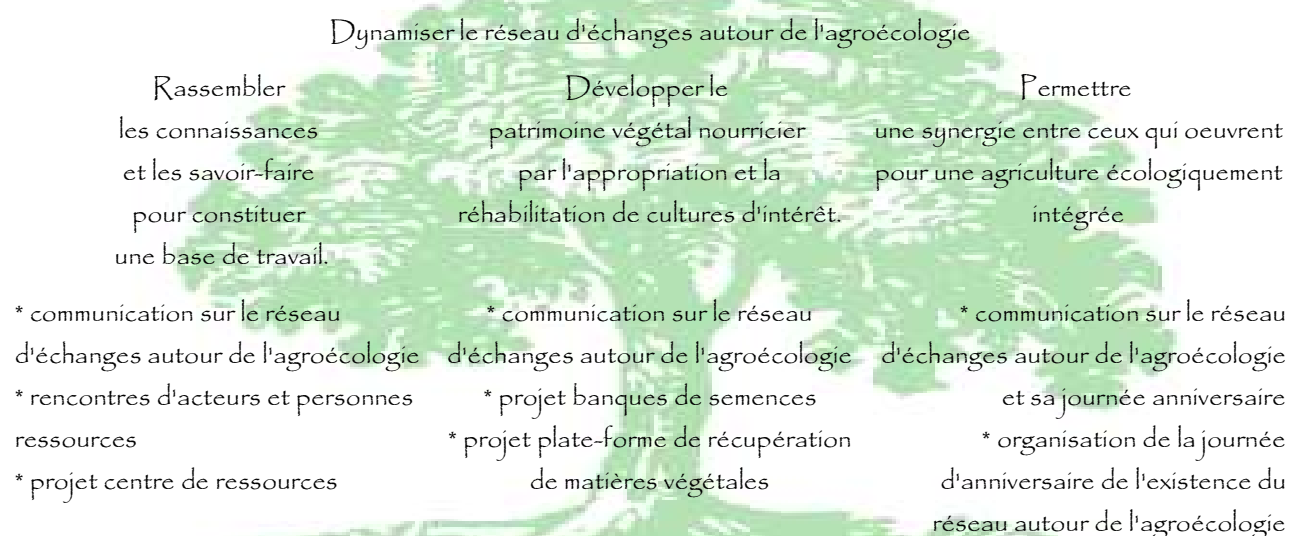 Dynamiser le réseau d'échanges autour de l'agroécologie
Rassembler
les connaissances
et les savoir-faire
pour constituer
une base de travail.
Développer le
patrimoine végétal nourricier
par l'appropriation et la
réhabilitation de cultures d'intérêt.
Permettre
une synergie entre ceux qui oeuvrent
pour une agriculture écologiquement
intégrée
* communication sur le réseau
d'échanges autour de l'agroécologie
* rencontres d'acteurs et personnes
ressources
* projet centre de ressources
* communication sur le réseau
d'échanges autour de l'agroécologie
* projet banques de semences
* projet plate-forme de récupération
de matières végétales
* communication sur le réseau
d'échanges autour de l'agroécologie
et sa journée anniversaire
* organisation de la journée
d'anniversaire de l'existence du
réseau autour de l'agroécologie